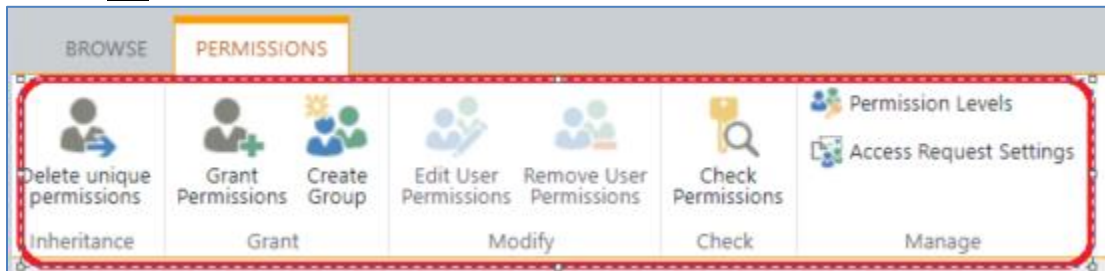 BROWSE PERMISSIONS
Delete unique permissions
Grant Permissions
Create Group
Edit User Permissions
Remove User Permissions
Check Permissions
Permission Levels
Access Request Settings
Inheritance Grant Modify Check Manage